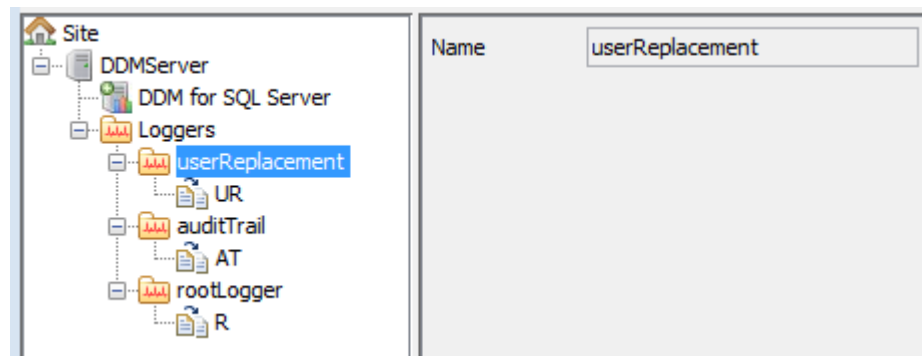 Site
DDMServer
DDM for SQL Server
Loggers
userReplacement
UR
auditTrail
AT
rootLogger
R
Name userReplacement